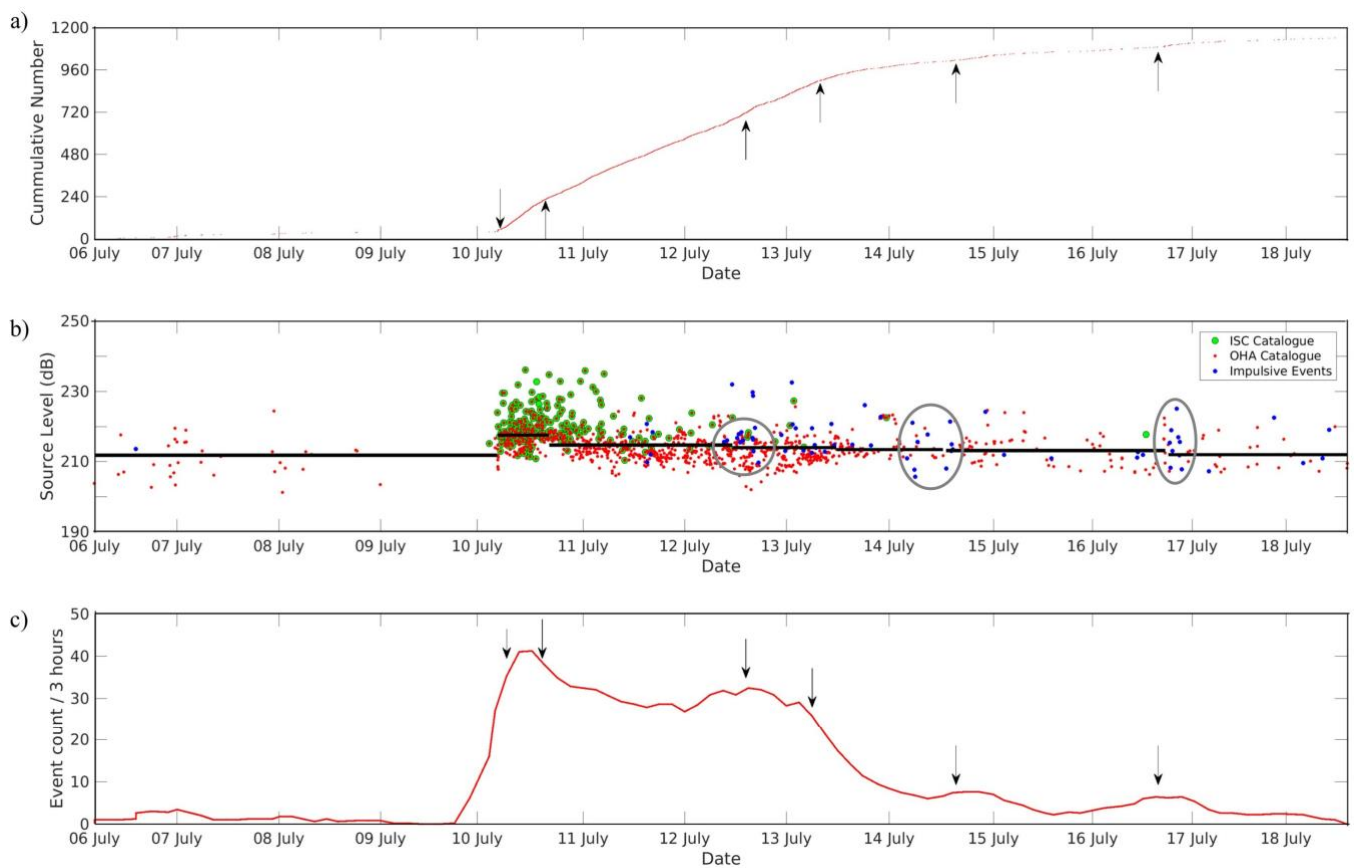 a)
Cummulative Number
1200
960
720
480
240
0
06 July 07 July 08 July 09 July 10 July 11 July 12 July 13 July 14 July 15 July 16 July 17 July 18 July
Date
b)
Source Level (dB)
250
230
210
190
ISC Catalogue
OHA Catalogue
Impulsive Events
06 July 07 July 08 July 09 July 10 July 11 July 12 July 13 July 14 July 15 July 16 July 17 July 18 July
Date
c)
Event count / 3 hours
50
40
30
20
10
0
06 July 07 July 08 July 09 July 10 July 11 July 12 July 13 July 14 July 15 July 16 July 17 July 18 July
Date